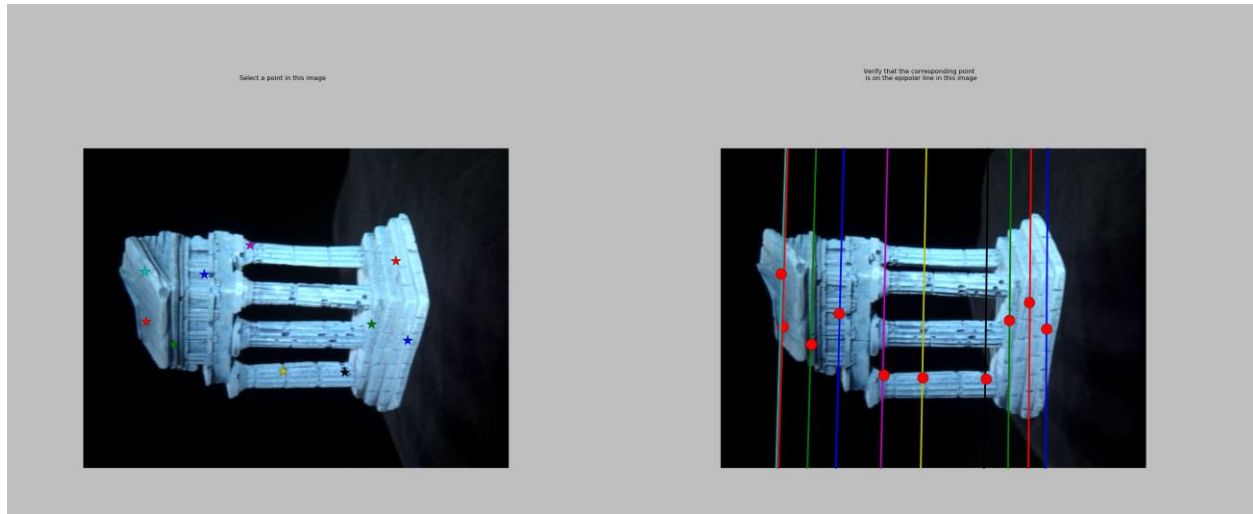 Select a point in this image
Verify that the corresponding point
is on the epipolar line in this image